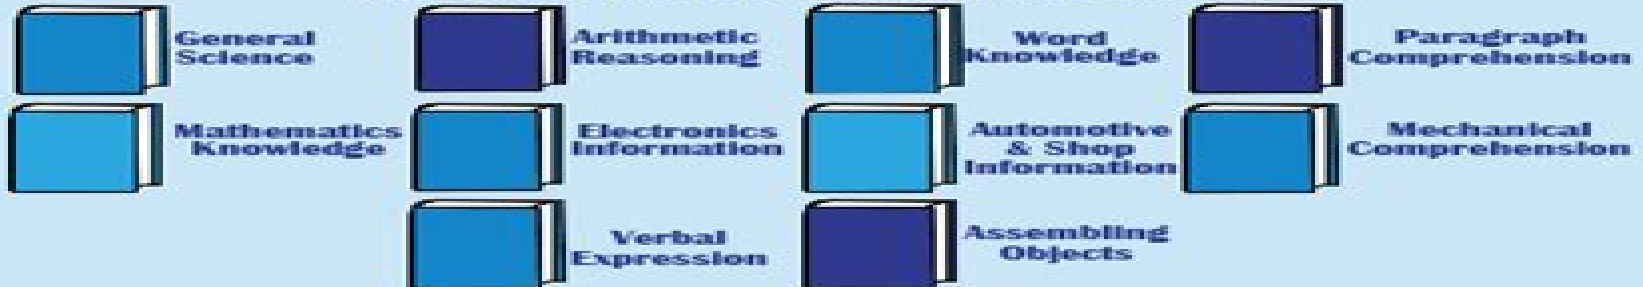 General
Science
Arithmetic
Reasoning
Word
Knowledge
Paragraph
Comprehension
Mathematics
Knowledge
Electronics
Information
Automotive
& Shop
Information
Mechanical
Comprehension
Verbal
Expression
Assembling
Objects